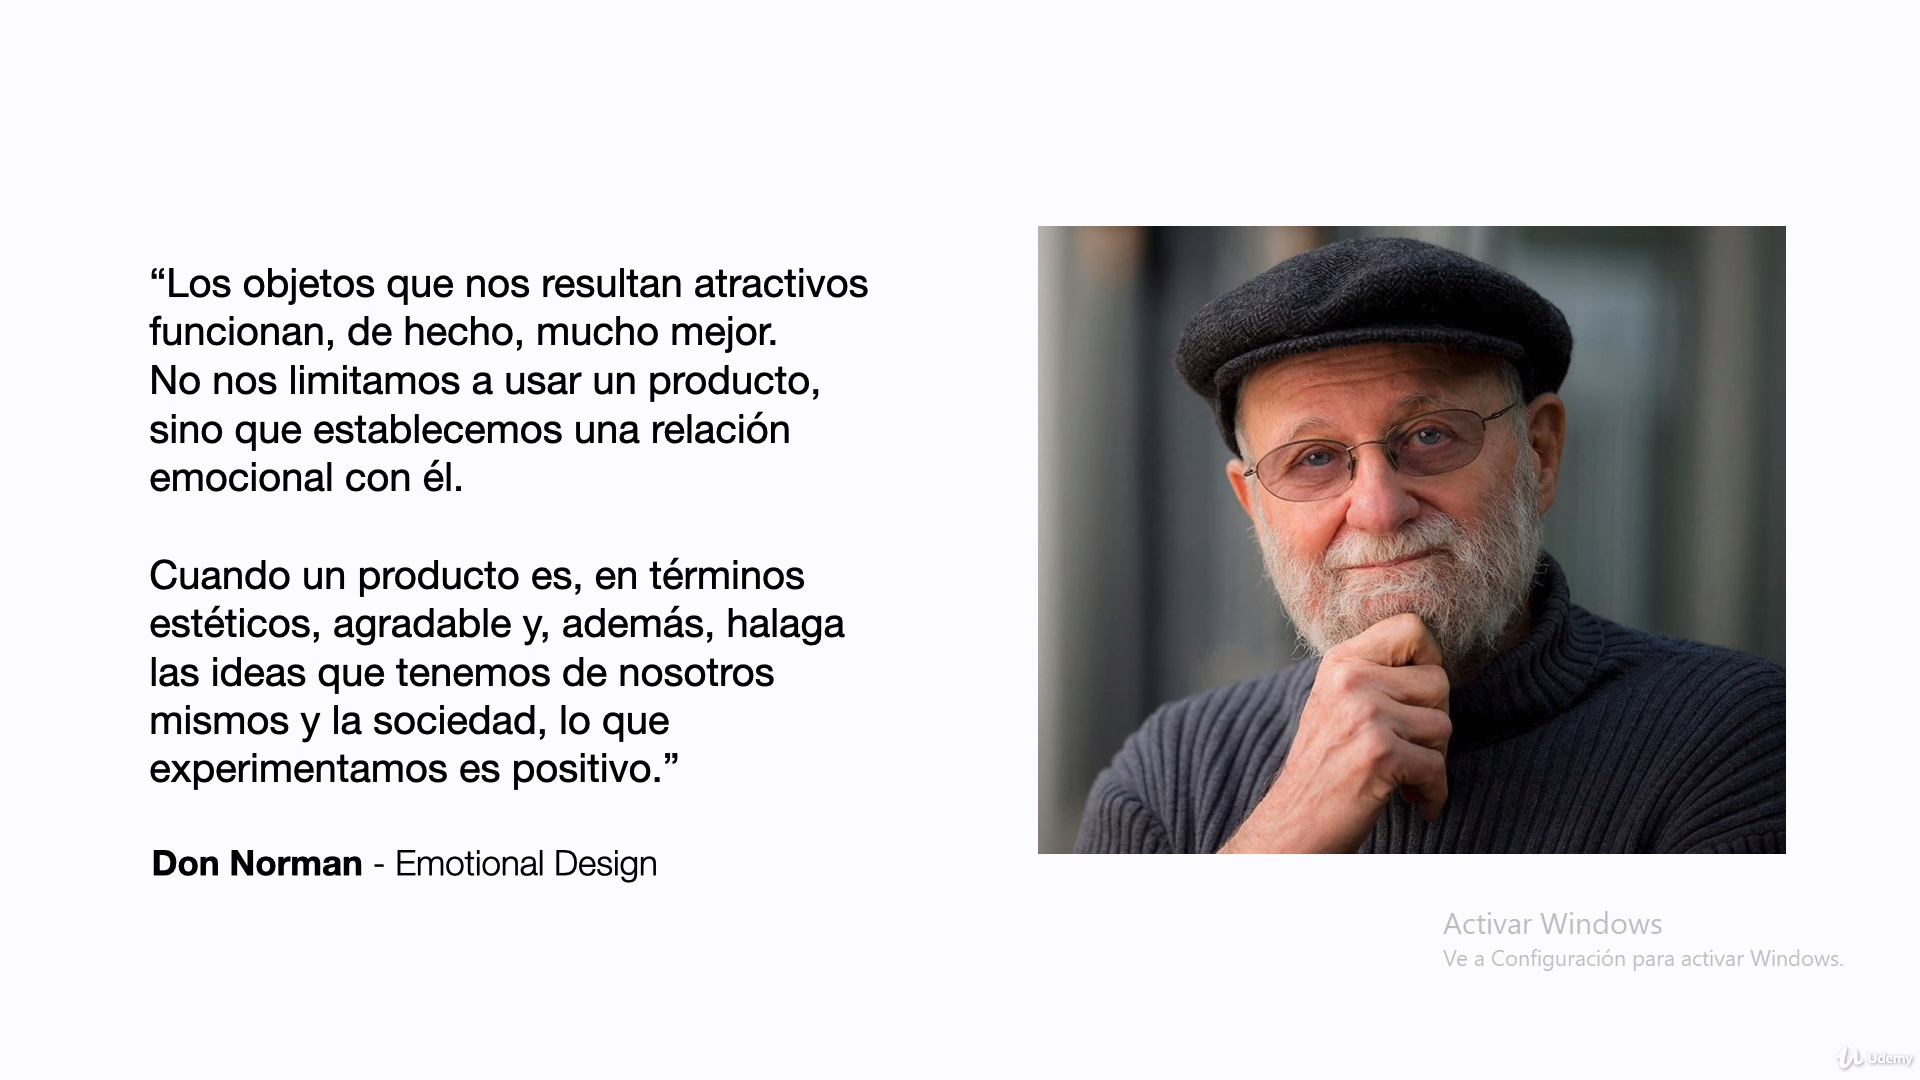 “Los objetos que nos resultan atractivos
funcionan, de hecho, mucho mejor.
No nos limitamos a usar un producto,
sino que establecemos una relación
emocional con él.
Cuando un producto es, en términos
estéticos, agradable y, además, halaga
las ideas que tenemos de nosotros
mismos y la sociedad, lo que
experimentamos es positivo.”
Don Norman - Emotional Design
Activar Windows
Ve a Configuración para activar Windows.
Udemy